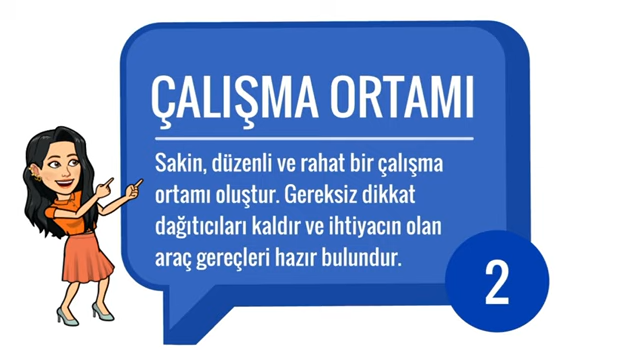 ÇALIŞMA ORTAMI
Sakin, düzenli ve rahat bir çalışma
ortamı oluştur. Gereksiz dikkat
dağıtıcıları kaldır ve ihtiyacın olan
araç gereçleri hazır bulundur.
2